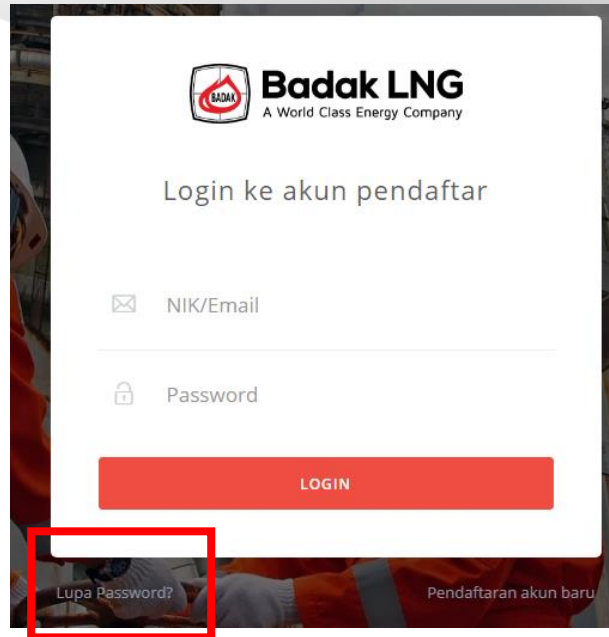 BADAK
Badak LNG
A World Class Energy Company
Login ke akun pendaftar
NIK/Email
Password
LOGIN
Lupa Password?
Pendaftaran akun baru